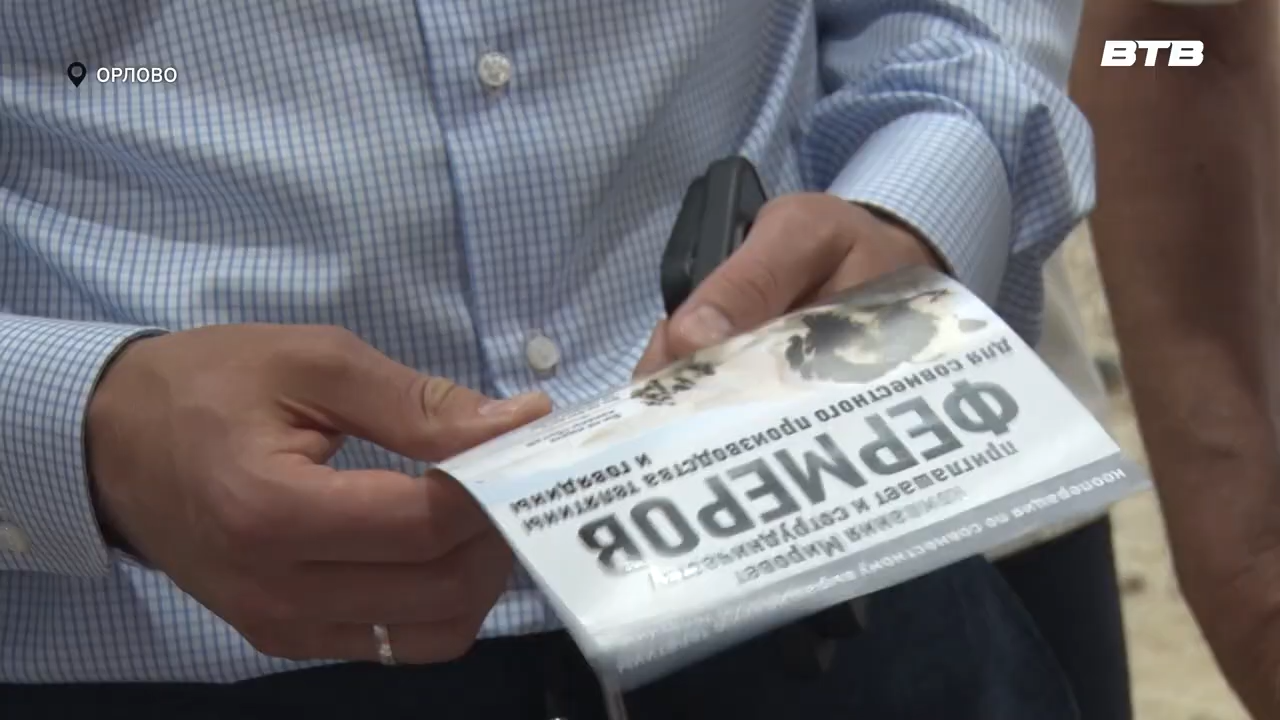 ОРЛОВО
ВТВ
компания Мировет
приглашает к сотрудничеству
ФЕРМЕРОВ
для совместного производства телятины
и говядины
кооперация по совместному